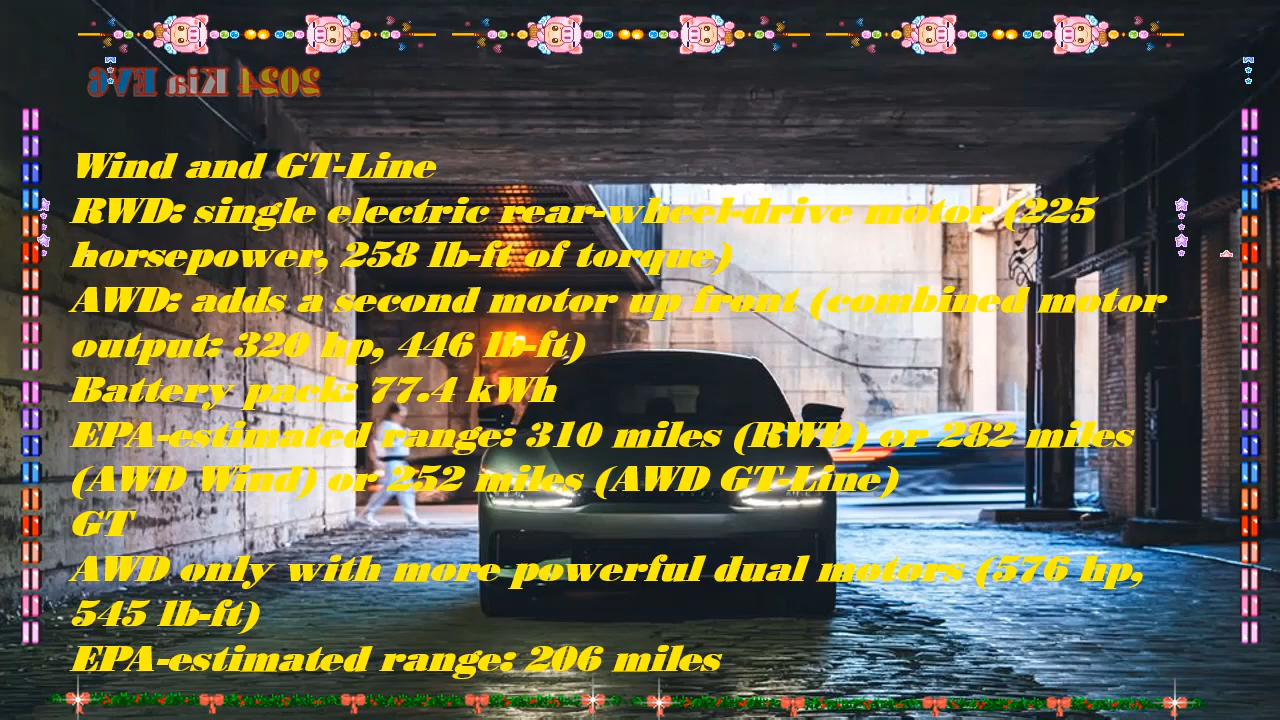 2024 Kia EV6
Wind and GT-Line
RWD: single electric rear-wheel-drive motor (225
horsepower, 258 lb-ft of torque)
AWD: adds a second motor up front (combined motor
output: 320 hp, 446 lb-ft)
Battery pack: 77.4 kWh
EPA-estimated range: 310 miles (RWD) or 282 miles
(AWD Wind) or 252 miles (AWD GT-Line)
GT
AWD only with more powerful dual motors (576 hp,
545 lb-ft)
EPA-estimated range: 206 miles